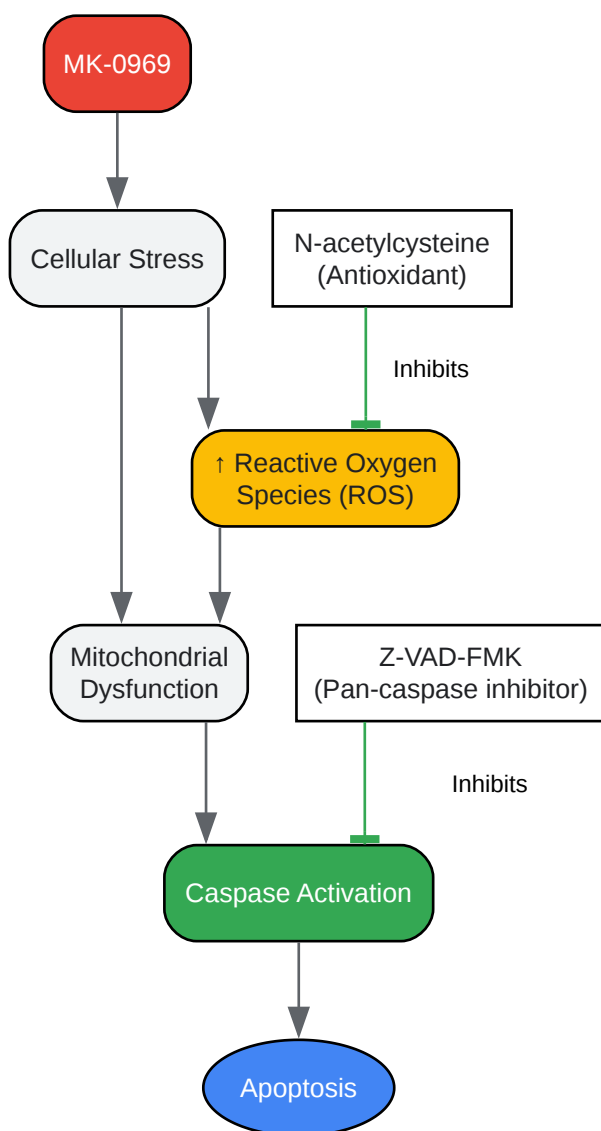 MK-0969
Cellular Stress
N-acetylcysteine
(Antioxidant)
Inhibits
↑ Reactive Oxygen
Species (ROS)
Mitochondrial
Dysfunction
Z-VAD-FMK
(Pan-caspase inhibitor)
Inhibits
Caspase Activation
Apoptosis